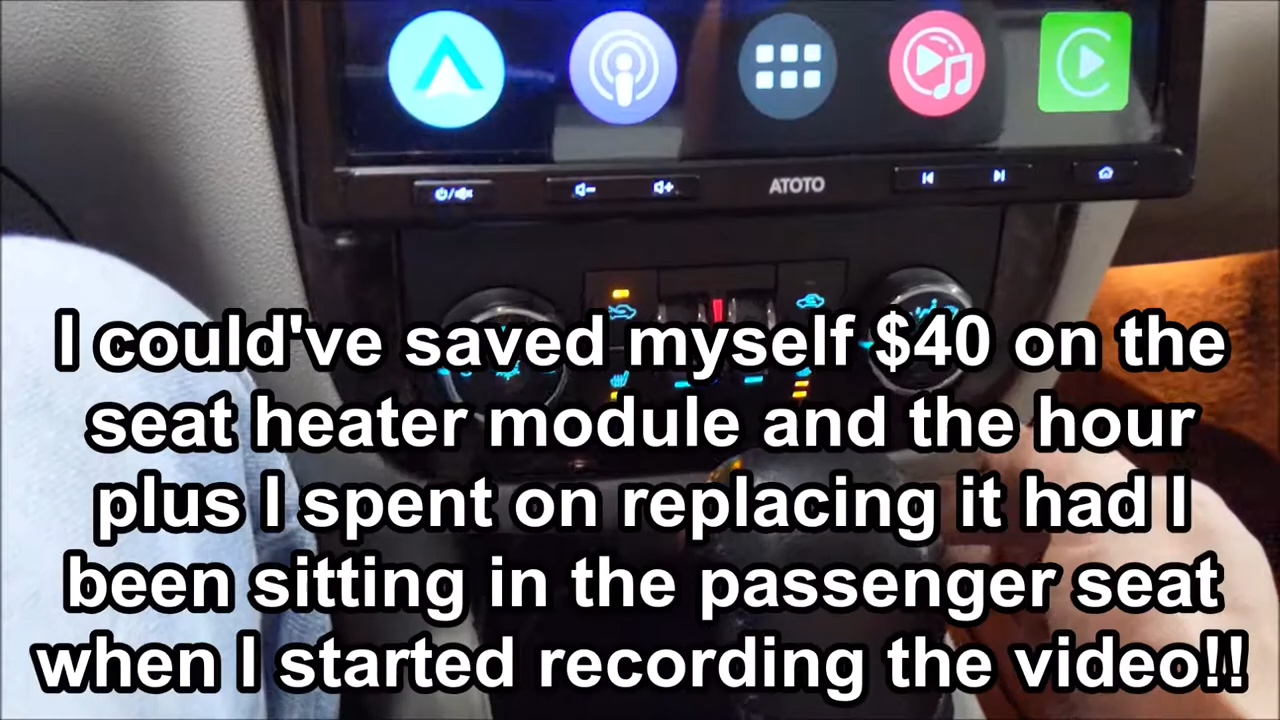 ATOTO
I could've saved myself $40 on the
seat heater module and the hour
plus I spent on replacing it had I
been sitting in the passenger seat
when I started recording the video!!